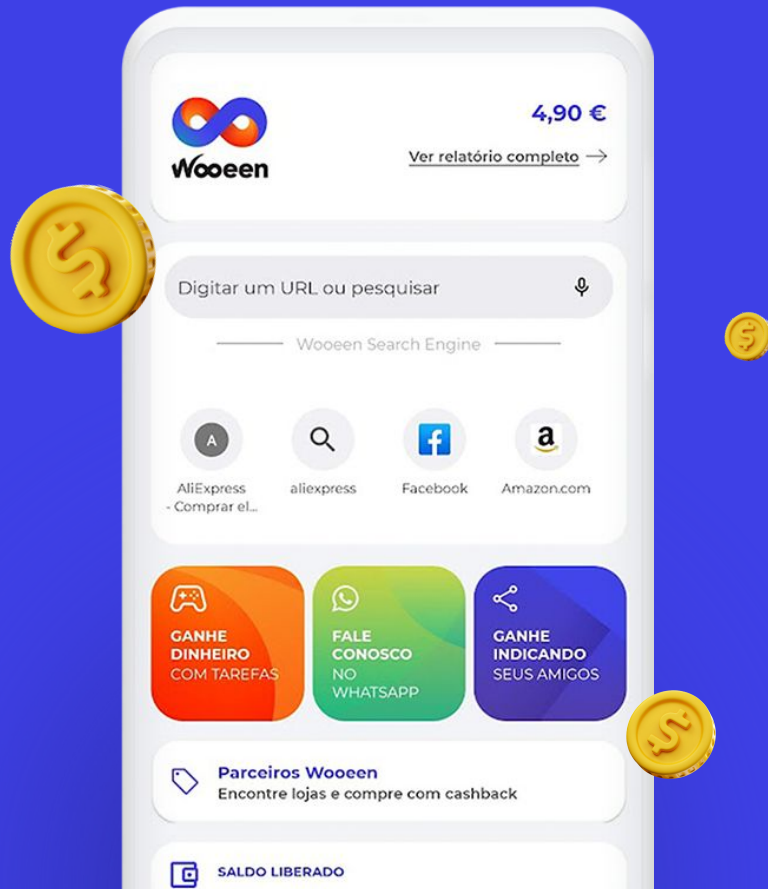 Wooeen
4,90 €
Ver relatório completo
Digitar um URL ou pesquisar
Wooeen Search Engine
A
a
AliExpress
- Comprar el...
aliexpress
Facebook
Amazon.com
GANHE
DINHEIRO
COM TAREFAS
FALE
CONOSCO
NO
WHATSAPP
GANHE
INDICANDO
SEUS AMIGOS
Parceiros Wooeen
Encontre lojas e compre com cashback
SALDO LIBERADO